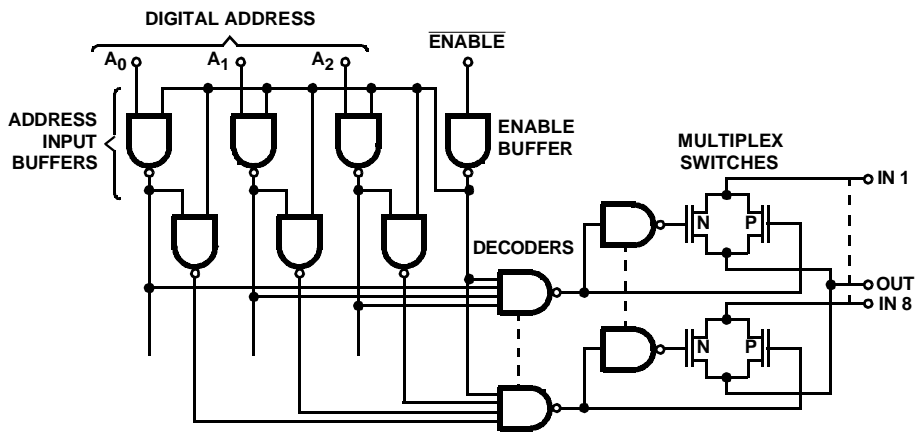 DIGITAL ADDRESS
ENABLE
A0
A1
A2
ADDRESS
INPUT
BUFFERS
ENABLE
BUFFER
MULTIPLEX
SWITCHES
IN 1
N
P
DECODERS
OUT
IN 8
N
P